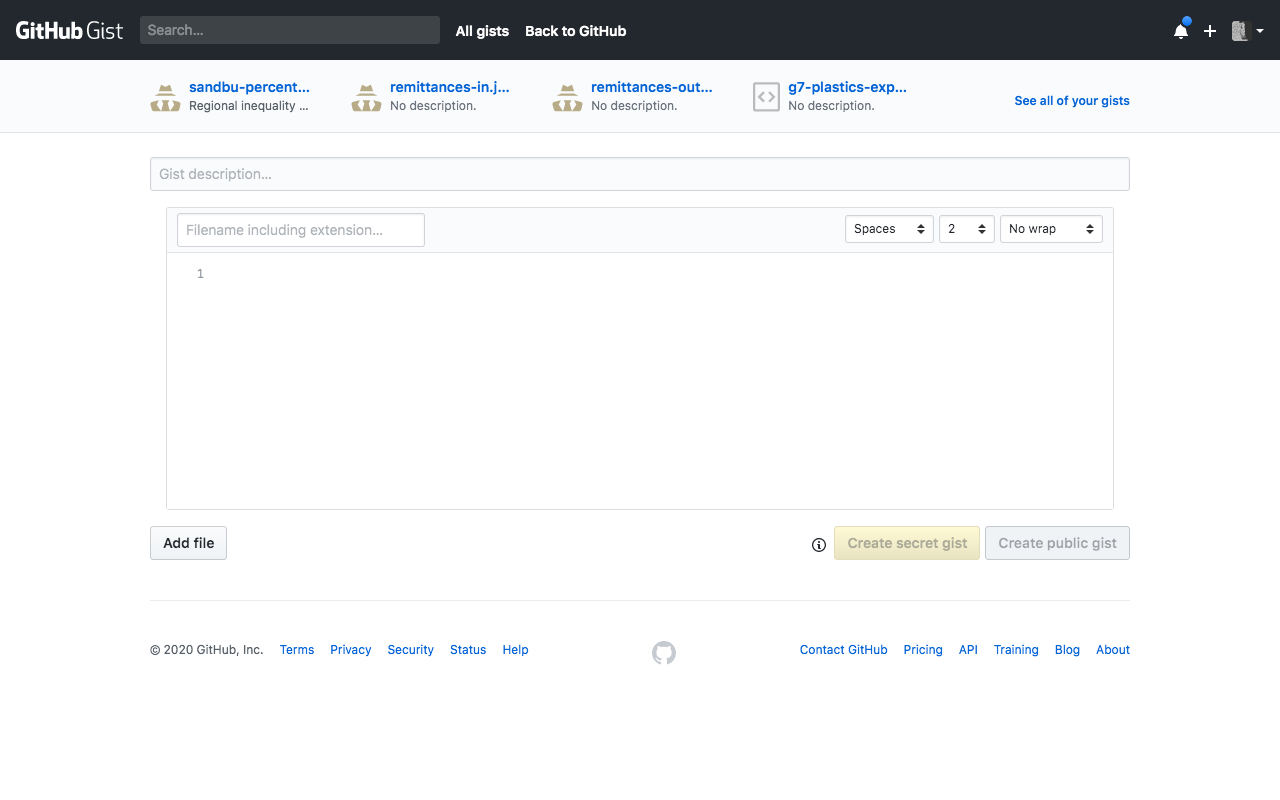 GitHub Gist Search… All gists Back to GitHub
sandbu-percent... remittances-in.j... remittances-out... g7-plastics-exp...
Regional inequality ... No description. No description. No description.
See all of your gists
Gist description…
Filename including extension… Spaces 2 No wrap
1
Add file Create secret gist Create public gist
© 2020 GitHub, Inc. Terms Privacy Security Status Help Contact GitHub Pricing API Training Blog About